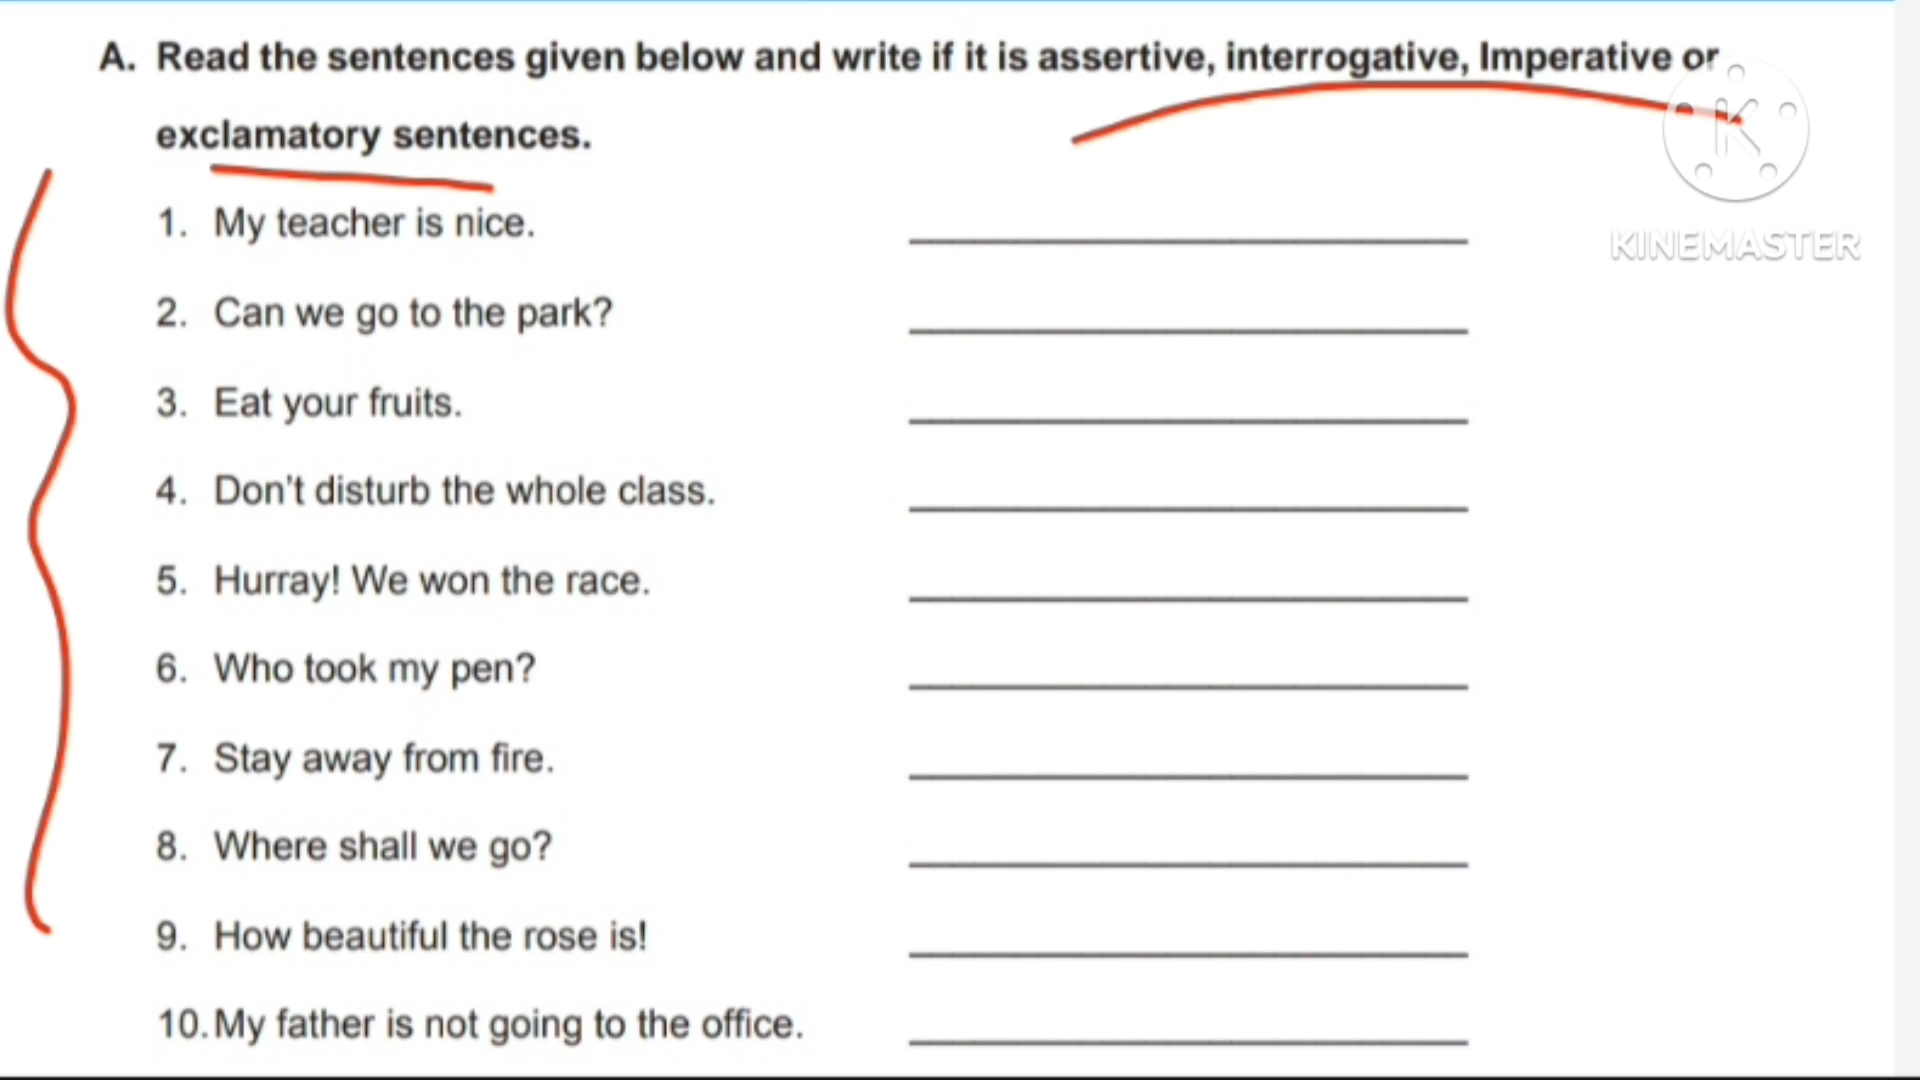 A. Read the sentences given below and write if it is assertive, interrogative, Imperative or
exclamatory sentences.
1. My teacher is nice.
2. Can we go to the park?
3. Eat your fruits.
4. Don't disturb the whole class.
5. Hurray! We won the race.
6. Who took my pen?
7. Stay away from fire.
8. Where shall we go?
9. How beautiful the rose is!
10. My father is not going to the office.
K
KINEMASTER